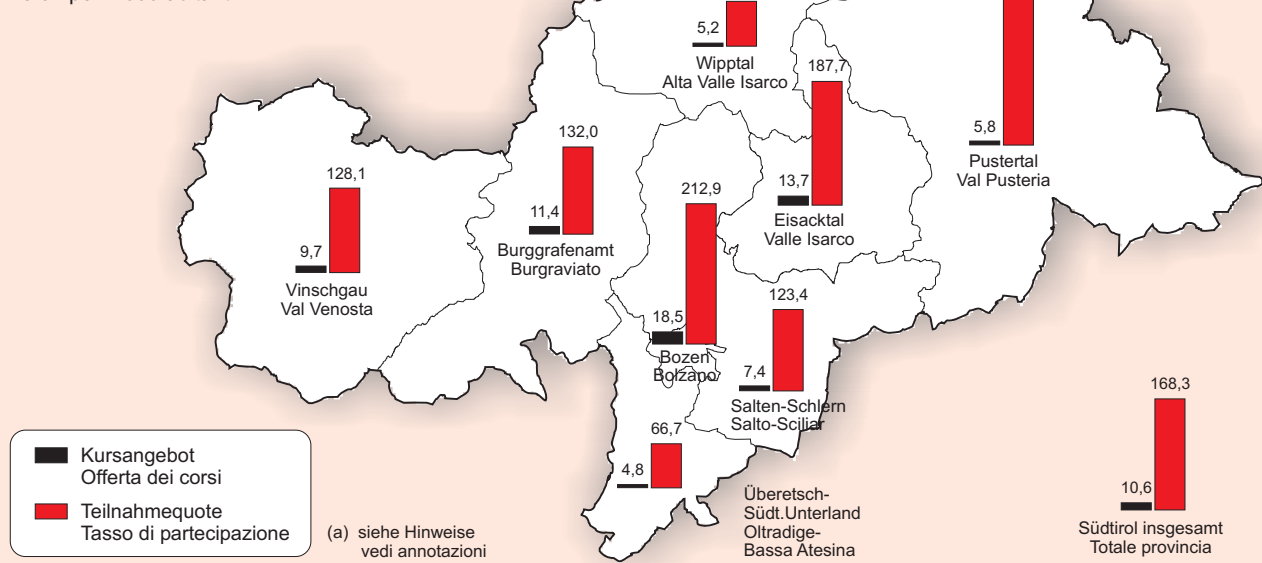 5,2
Wipptal
Alta Valle Isarco
187,7
13,7
Eisacktal
Valle Isarco
5,8
Pustertal
Val Pusteria
132,0
11,4
Burggrafenamt
Burgraviato
128,1
9,7
Vinschgau
Val Venosta
212,9
18,5
Bozen
Bolzano
123,4
7,4
Salten-Schlern
Salto-Sciliar
66,7
4,8
Überetsch-
Südt.Unterland
Oltradige-
Bassa Atesina
168,3
10,6
Südtirol insgesamt
Totale provincia
Kursangebot
Offerta dei corsi
Teilnahmequote
Tasso di partecipazione
(a) siehe Hinweise
vedi annotazioni